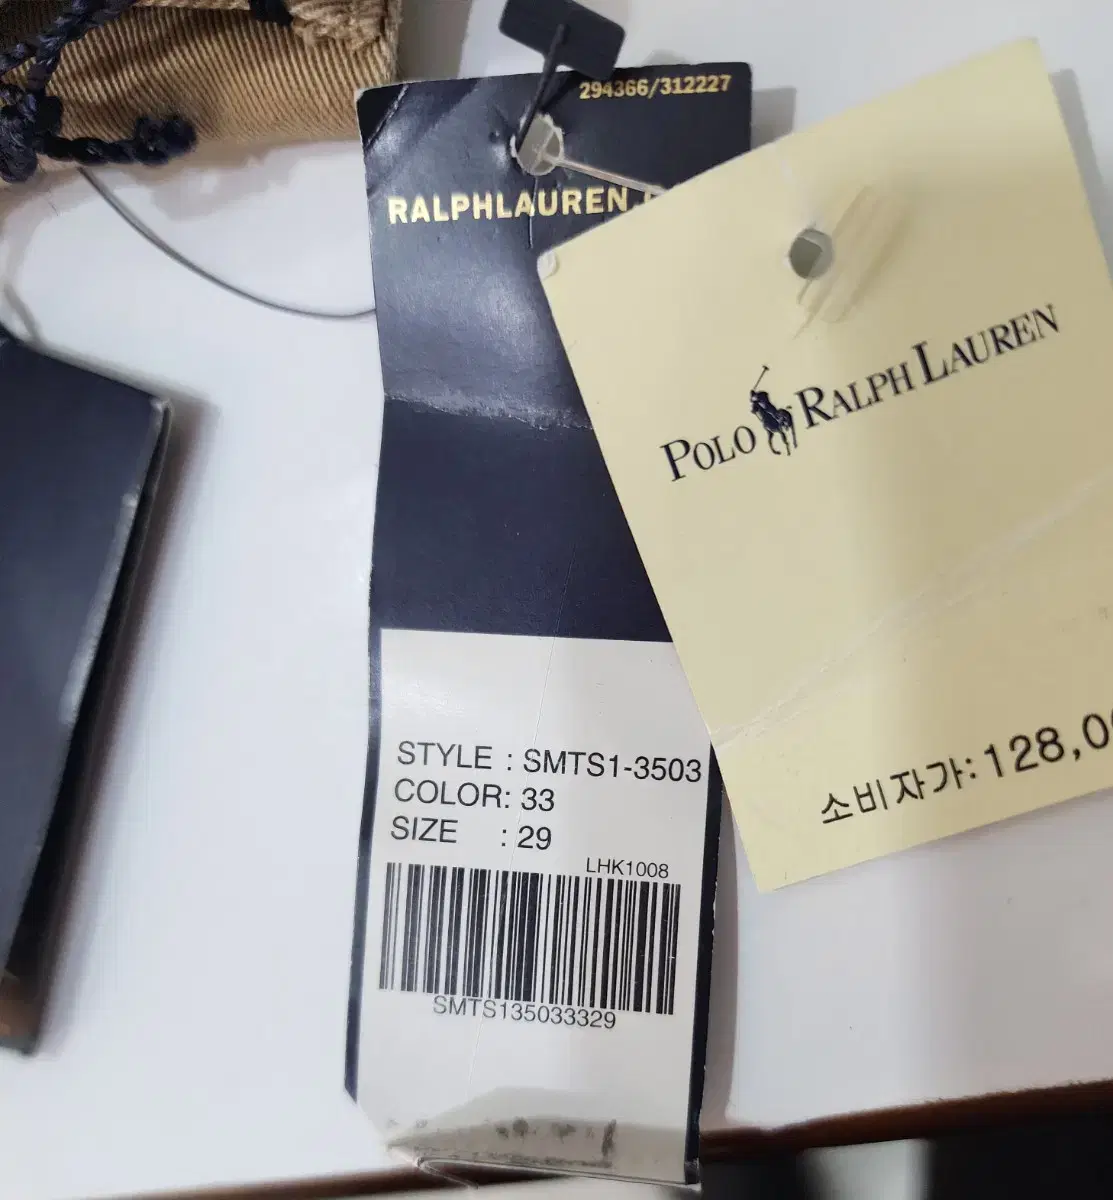 294366/312227
RALPHLAUREN
POLO RALPH LAUREN
소비자가: 128,0
STYLE : SMTS1-3503
COLOR: 33
SIZE : 29
LHK1008
SMTS135033329